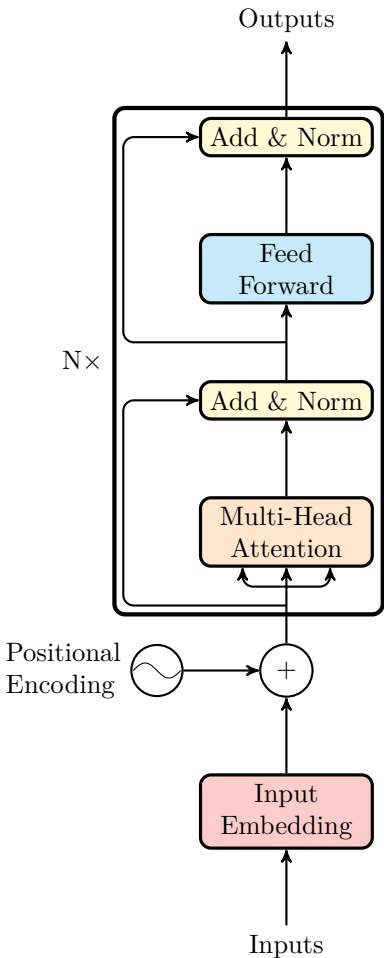 Outputs
Add & Norm
Feed
Forward
N×
Add & Norm
Multi-Head
Attention
Positional
Encoding
+
Input
Embedding
Inputs